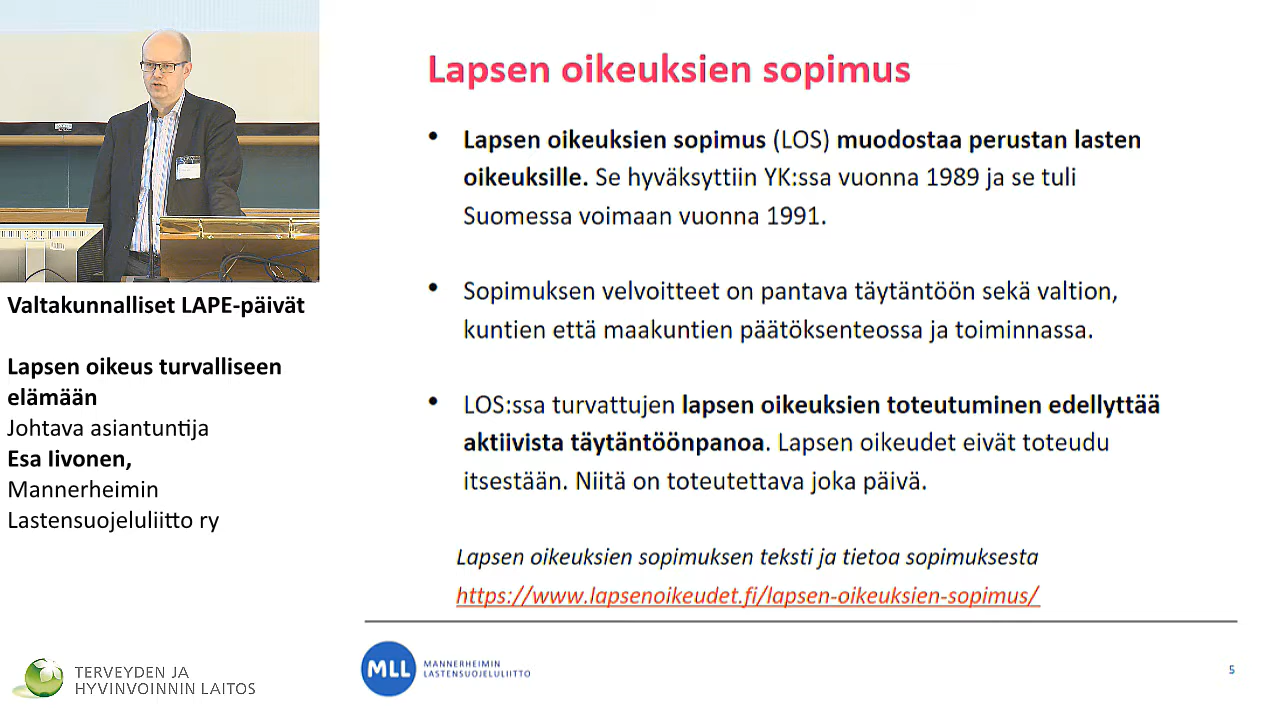 Valtakunnalliset LAPE-päivät
Lapsen oikeus turvalliseen
elämään
Johtava asiantuntija
Esa Iivonen,
Mannerheimin
Lastensuojeluliitto ry
TERVEYDEN JA
HYVINVOINNIN LAITOS
Lapsen oikeuksien sopimus
• Lapsen oikeuksien sopimus (LOS) muodostaa perustan lasten
oikeuksille. Se hyväksyttiin YK:ssa vuonna 1989 ja se tuli
Suomessa voimaan vuonna 1991.
• Sopimuksen velvoitteet on pantava täytäntöön sekä valtion,
kuntien että maakuntien päätöksenteossa ja toiminnassa.
• LOS:ssa turvattujen lapsen oikeuksien toteutuminen edellyttää
aktiivista täytäntöönpanoa. Lapsen oikeudet eivät toteudu
itsestään. Niitä on toteutettava joka päivä.
Lapsen oikeuksien sopimuksen teksti ja tietoa sopimuksesta
https://www.lapsenoikeudet.fi/lapsen-oikeuksien-sopimus/
MLL
MANNERHEIMIN
LASTENSUOJELULIITTO
5